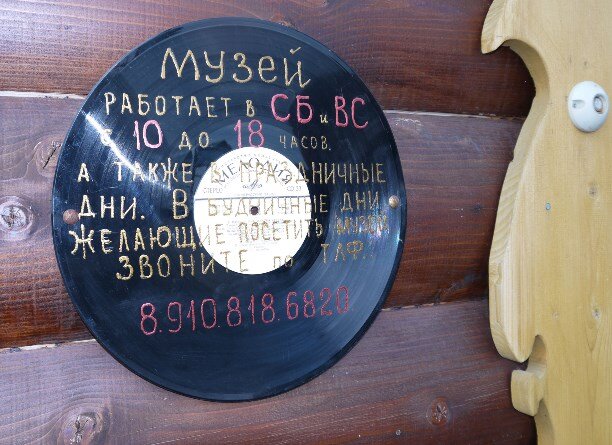 МУЗЕЙ
РАБОТАЕТ В СБ и ВС
С 10 ДО 18 ЧАСОВ.
А ТАКЖЕ В ПРАЗДНИЧНЫЕ
МЕЛОДИЯ
СТЕРЕО
ДНИ. В БУДНИЧНЫЕ ДНИ
ЖЕЛАЮЩИЕ ПОСЕТИТЬ МУЗЕЙ
ЗВОНИТЕ по ТЛФ.:
8.910.818.6820